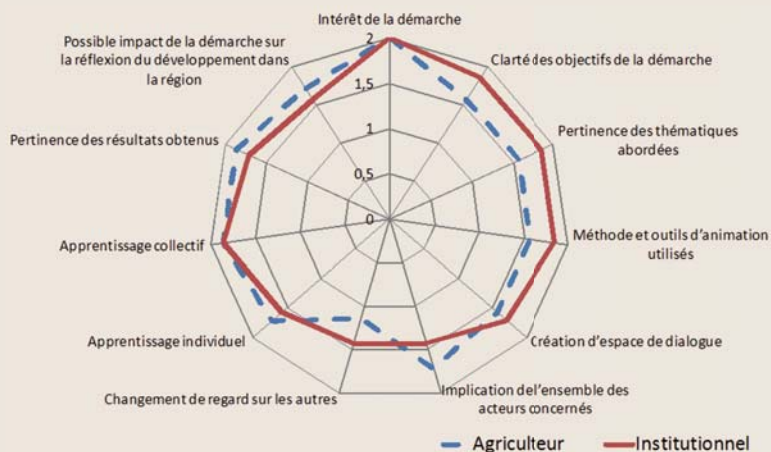 Intérêt de la démarche
Possible impact de la démarche sur
la réflexion du développement dans
la région
Clarté des objectifs de la démarche
Pertinence des thématiques
abordées
Pertinence des résultats obtenus
Méthode et outils d'animation
utilisés
Apprentissage collectif
Création d'espace de dialogue
Apprentissage individuel
Implication del'ensemble des
acteurs concernés
Changement de regard sur les autres
2
1,5
1
0,5
0
Agriculteur
Institutionnel